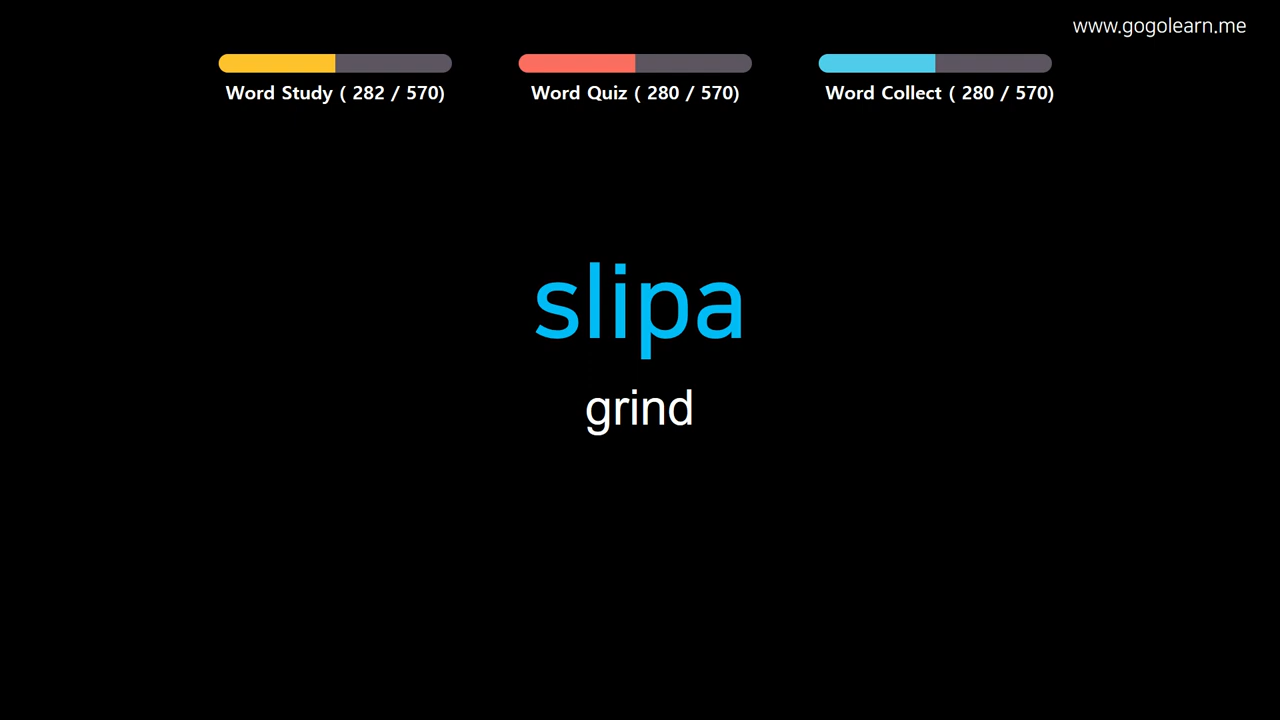 www.gogolearn.me
Word Study ( 282 / 570)
Word Quiz ( 280 / 570)
Word Collect ( 280 / 570)
slipa
grind